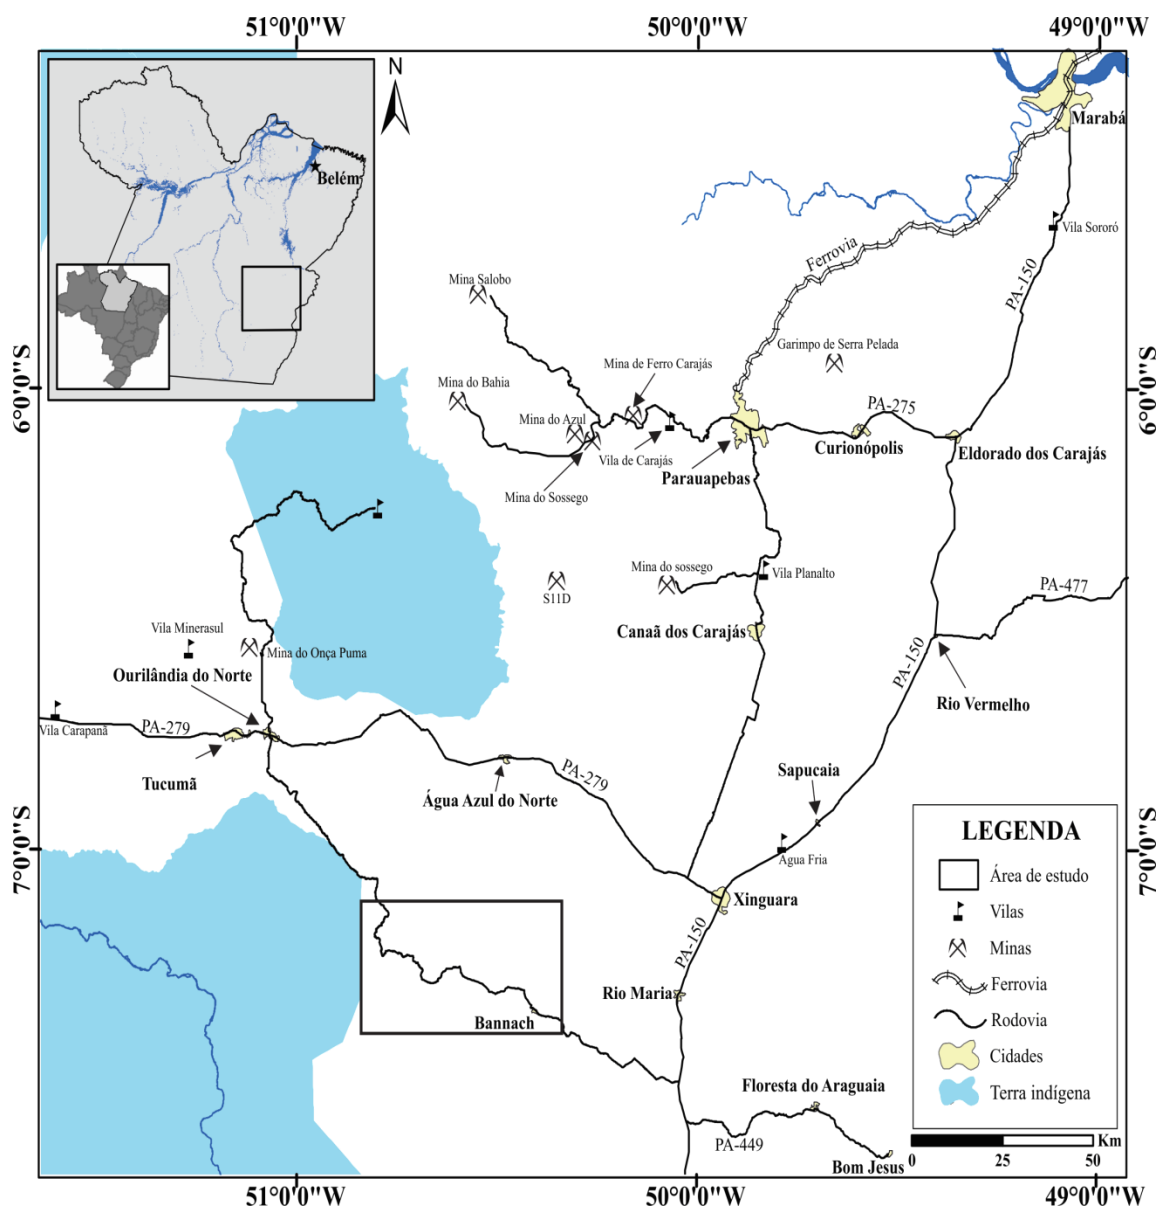 51°0'0"W
50°0'0"W
49°0'0"W
N
Belém
Marabá
Vila Sororó
Ferrovia
PA-150
Mina Salobo
Garimpo de Serra Pelada
Mina de Ferro Carajás
6°0'0"S
6°0'0"S
Mina do Bahia
PA-275
Mina do Azul
Curionópolis
Eldorado dos Carajás
Vila de Carajás
Parauapebas
Mina do Sossego
Mina do sossego
Vila Planalto
S11D
PA-477
Vila Minerasul
Canaã dos Carajás
Mina do Onça Puma
PA-150
Ourilândia do Norte
Rio Vermelho
Vila Carapanã
PA-279
Tucumã
PA-279
Sapucaia
Água Azul do Norte
7°0'0"S
7°0'0"S
Agua Fria
Xinguara
PA-150
Rio Maria
Bannach
Floresta do Araguaia
PA-449
Bom Jesus
LEGENDA
Área de estudo
Vilas
Minas
Ferrovia
Rodovia
Cidades
Terra indígena
Km
0 25 50
51°0'0"W
50°0'0"W
49°0'0"W